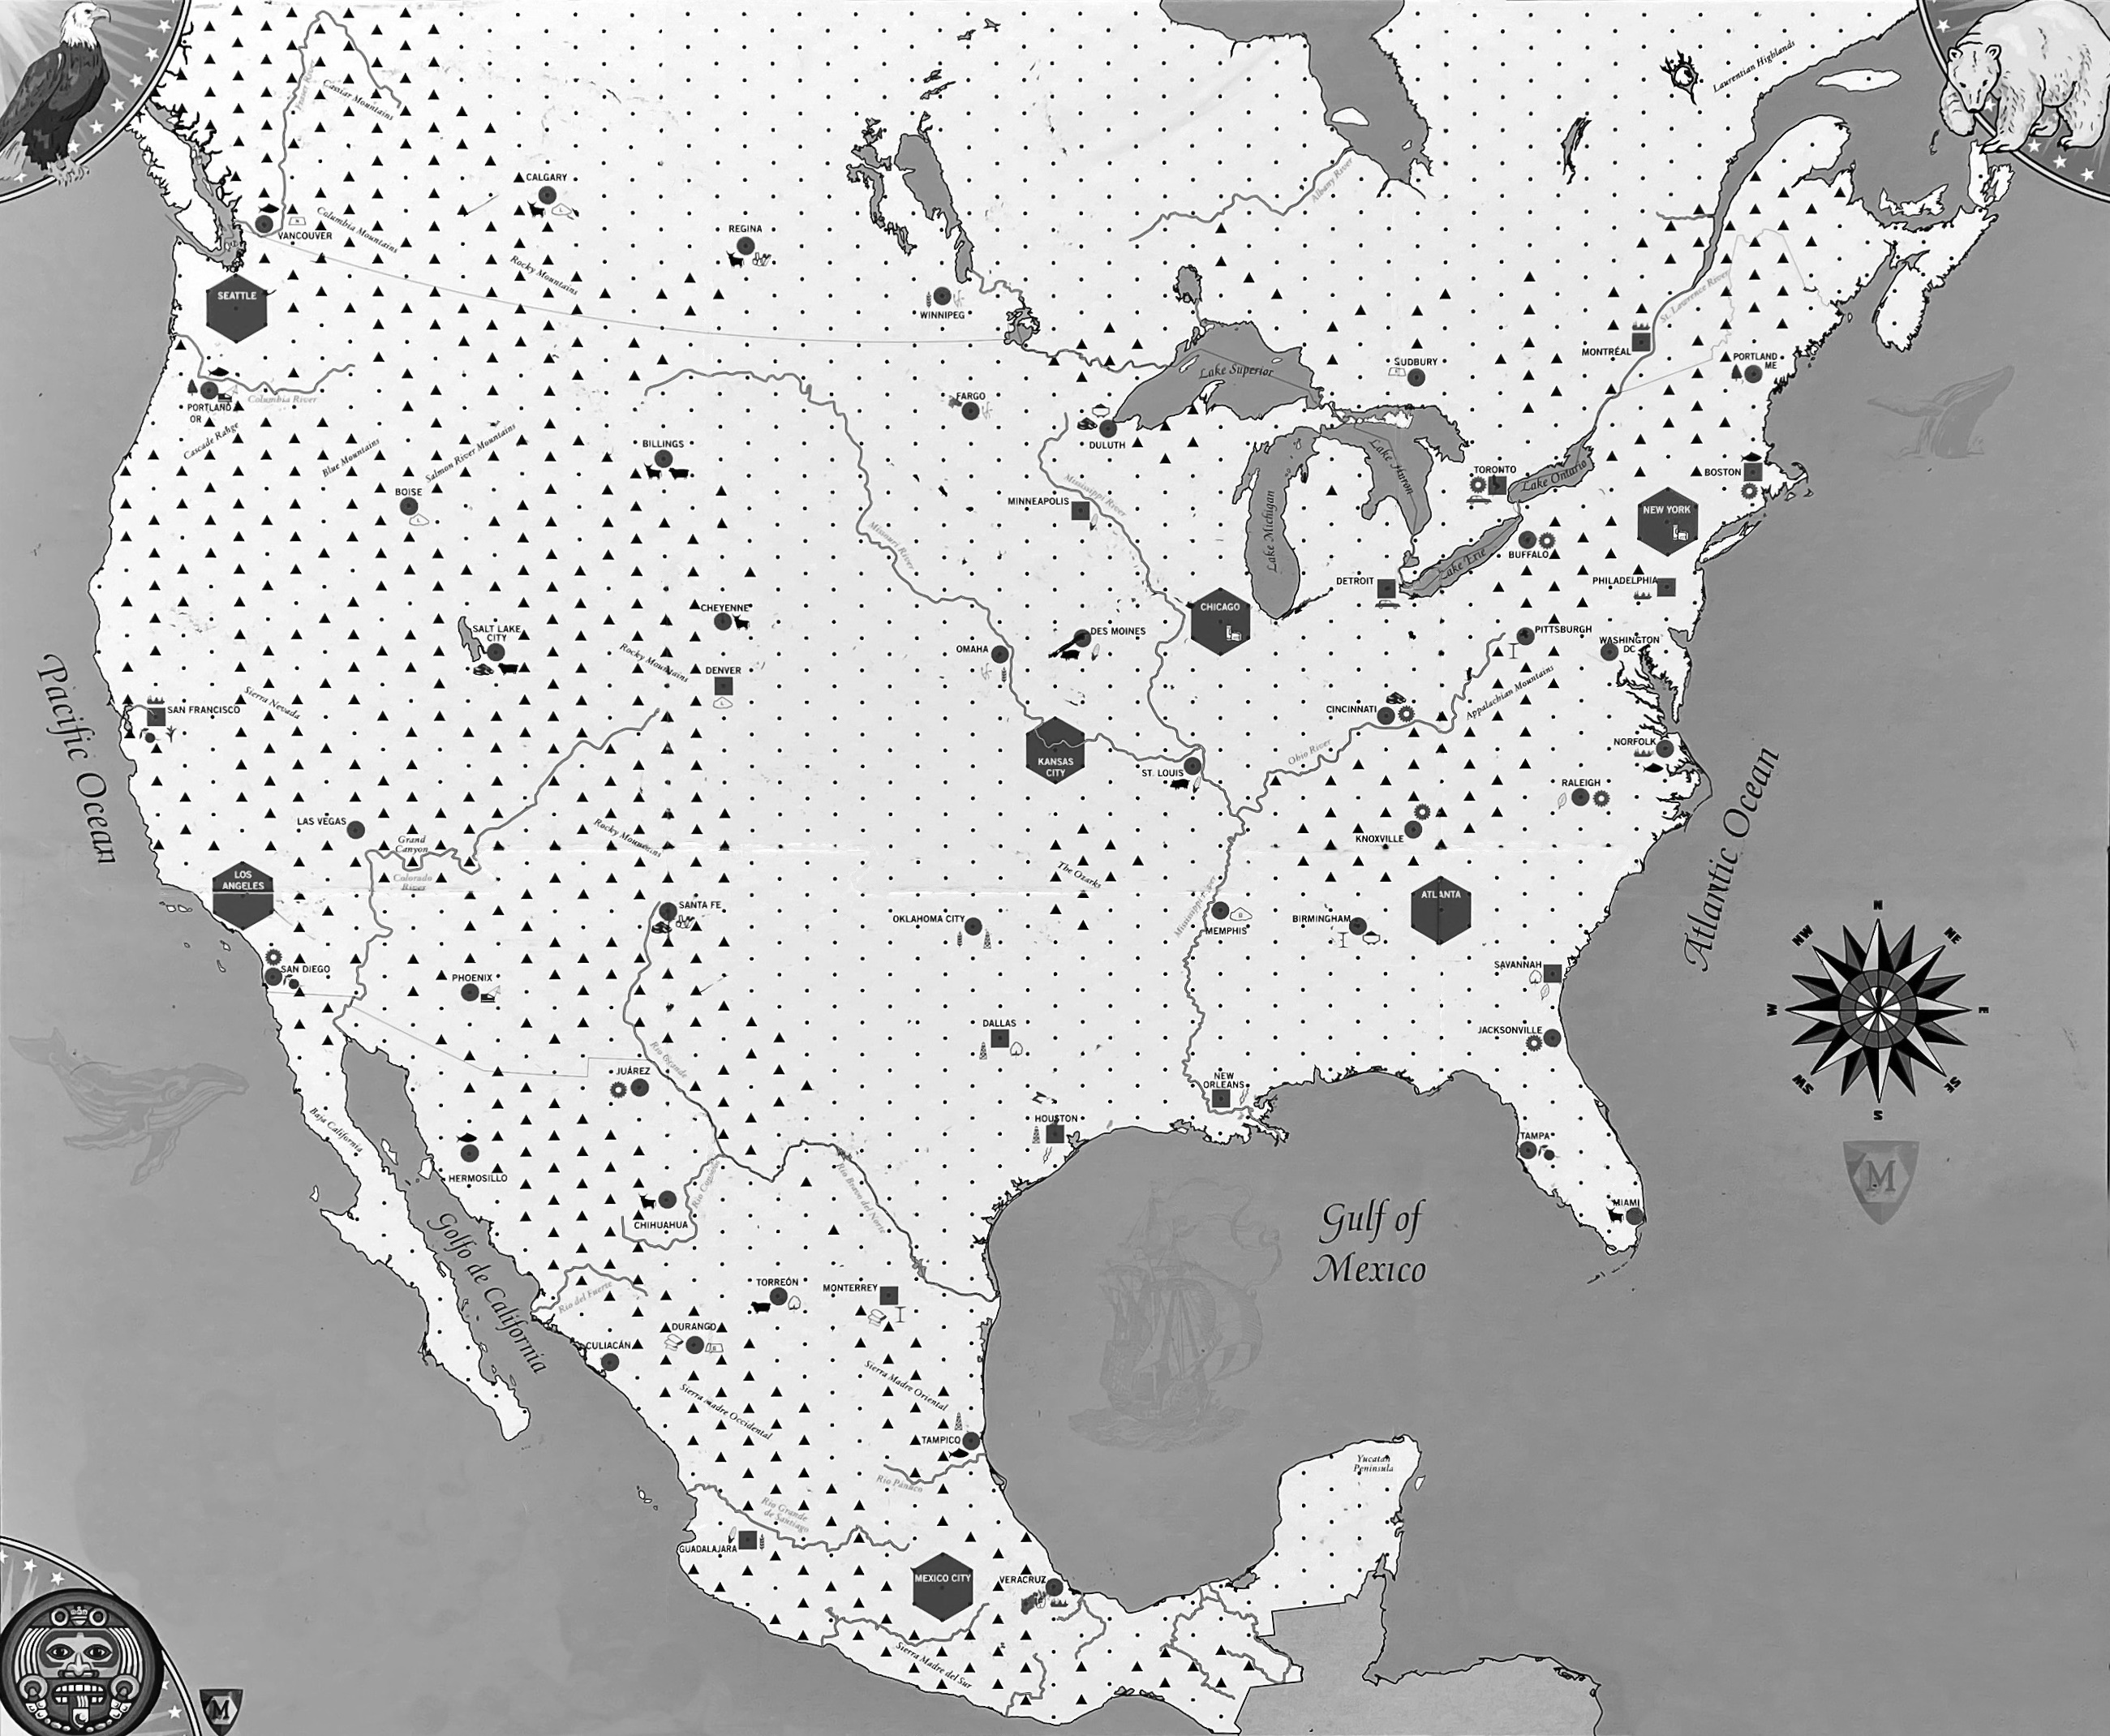 Laurentian Highlands
Fraser River
Cassiar Mountains
Albany River
CALGARY
VANCOUVER
Columbia Mountains
REGINA
Rocky Mountains
SEATTLE
WINNIPEG
St. Lawrence River
MONTRÉAL
PORTLAND
ME
SUDBURY
Lake Superior
Columbia River
PORTLAND
OR
FARGO
DULUTH
Cascade Range
Blue Mountains
Salmon River Mountains
BILLINGS
Lake Huron
TORONTO
Lake Ontario
BOSTON
BOISE
Mississippi River
MINNEAPOLIS
Lake Michigan
NEW YORK
Missouri River
BUFFALO
Lake Erie
DETROIT
PHILADELPHIA
CHEYENNE
CHICAGO
SALT LAKE
CITY
DES MOINES
PITTSBURGH
WASHINGTON
DC
OMAHA
Rocky Mountains
DENVER
Appalachian Mountains
Pacific Ocean
Sierra Nevada
SAN FRANCISCO
CINCINNATI
NORFOLK
Ohio River
KANSAS
CITY
ST. LOUIS
RALEIGH
LAS VEGAS
Grand
Canyon
Colorado
River
Rocky Mountains
KNOXVILLE
Atlantic Ocean
LOS
ANGELES
The Ozarks
SANTA FE
OKLAHOMA CITY
Mississippi River
MEMPHIS
BIRMINGHAM
ATLANTA
N
NW
NE
W
E
SW
SE
S
SAN DIEGO
PHOENIX
SAVANNAH
DALLAS
JACKSONVILLE
Rio Grande
JUÁREZ
NEW
ORLEANS
Baja California
HOUSTON
TAMPA
HERMOSILLO
Rio Conchos
Rio Bravo del Norte
CHIHUAHUA
MIAMI
M
Golfo de California
Gulf of
Mexico
Rio del Fuerte
TORREÓN
MONTERREY
DURANGO
CULIACÁN
Sierra Madre Oriental
Sierra Madre Occidental
TAMPICO
Rio Pánuco
Yucatan
Peninsula
Rio Grande
de Santiago
GUADALAJARA
MEXICO CITY
VERACRUZ
Sierra Madre del Sur
M